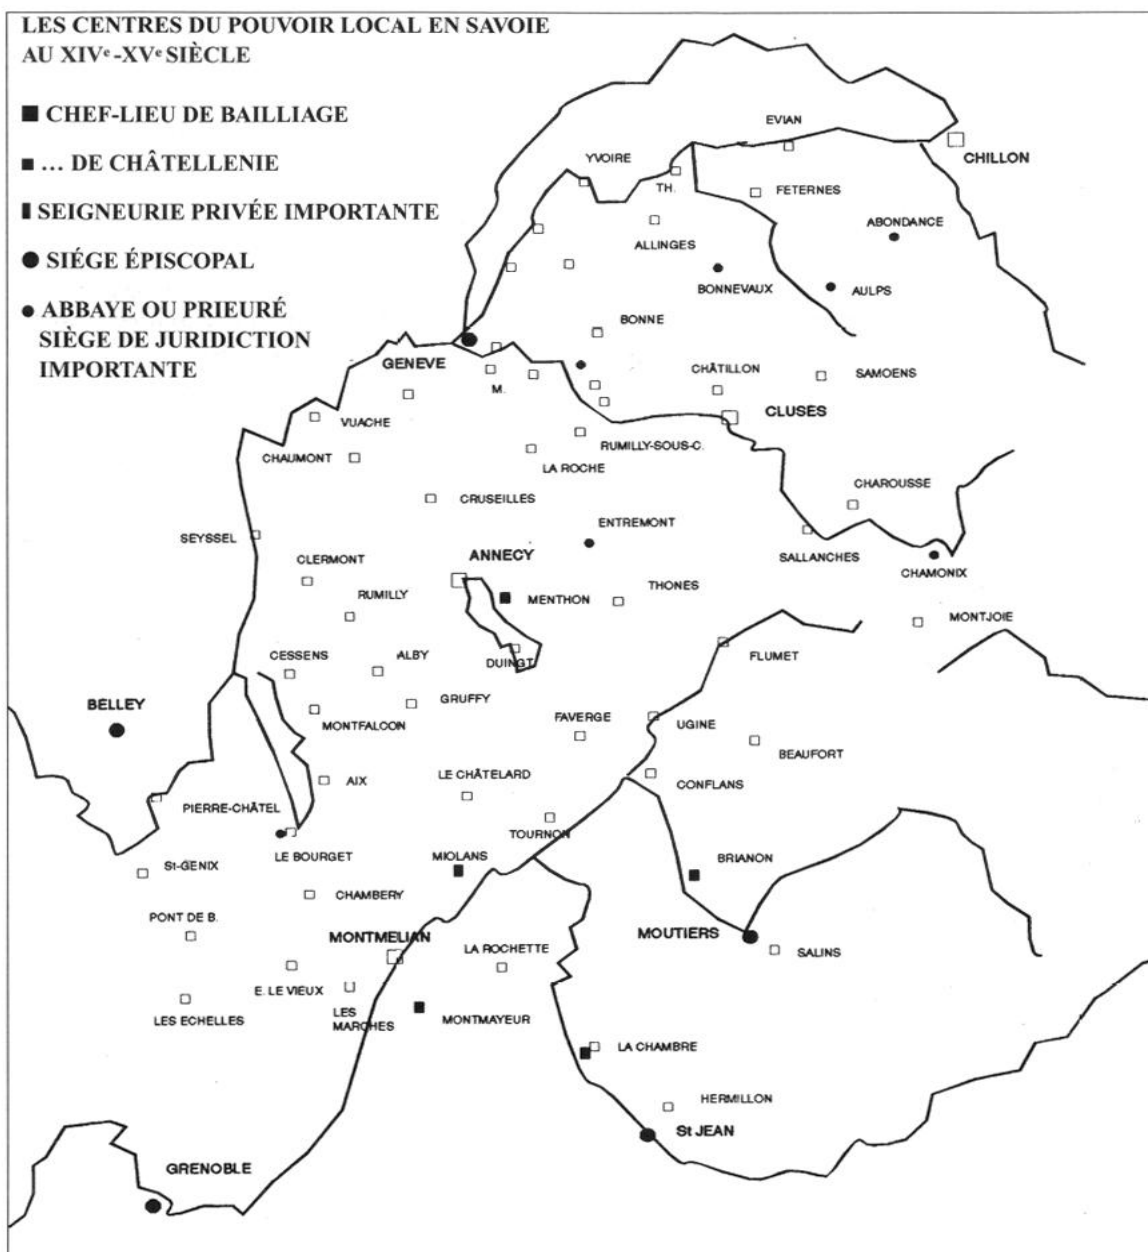 LES CENTRES DU POUVOIR LOCAL EN SAVOIE
AU XIVᵉ-XVᵉ SIÈCLE
CHEF-LIEU DE BAILLIAGE
... DE CHÂTELLENIE
SEIGNEURIE PRIVÉE IMPORTANTE
SIÉGE ÉPISCOPAL
ABBAYE OU PRIEURÉ
SIÈGE DE JURIDICTION
IMPORTANTE
EVIAN
CHILLON
YVOIRE
TH.
FETERNES
ABONDANCE
ALLINGES
BONNEVAUX
AULPS
BONNE
GENEVE
M.
CHÂTILLON
SAMOENS
CLUSES
VUACHE
RUMILLY-SOUS-C.
CHAUMONT
LA ROCHE
CRUSEILLES
CHAROUSSE
SEYSSEL
ENTREMONT
SALLANCHES
CLERMONT
ANNECY
CHAMONIX
RUMILLY
MENTHON
THONES
MONTJOIE
CESSENS
ALBY
DUINGT
FLUMET
BELLEY
GRUFFY
MONTFALCON
FAVERGE
UGINE
BEAUFORT
AIX
LE CHÂTELARD
CONFLANS
PIERRE-CHÂTEL
TOURNON
LE BOURGET
MIOLANS
BRIANON
St-GENIX
CHAMBERY
PONT DE B.
MONTMELIAN
LA ROCHETTE
MOUTIERS
SALINS
E. LE VIEUX
LES ECHELLES
LES
MARCHES
MONTMAYEUR
LA CHAMBRE
HERMILLON
St JEAN
GRENOBLE